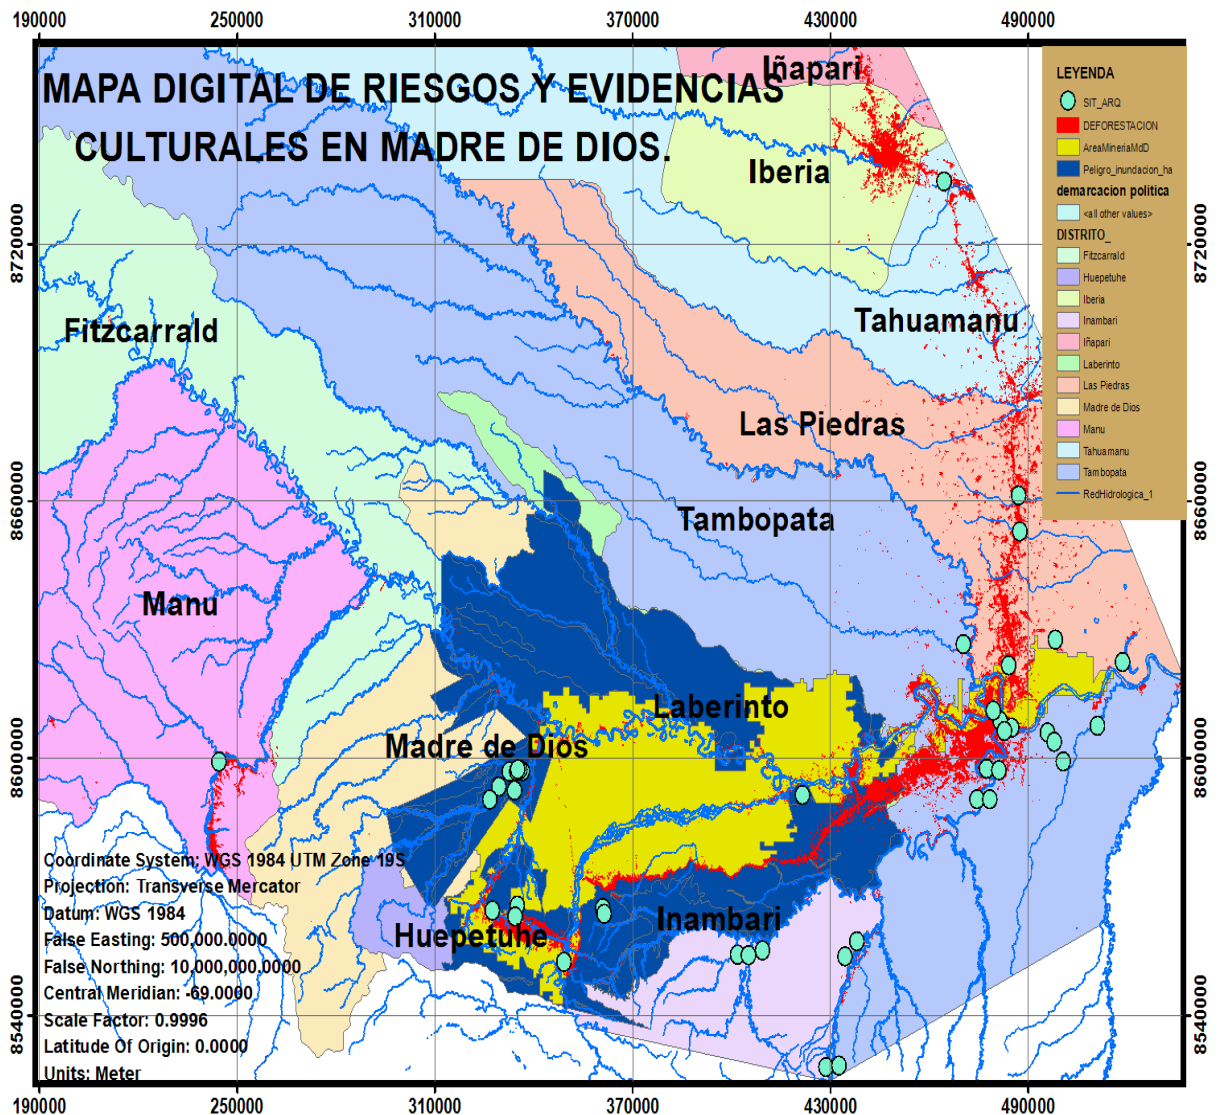 190000 250000 310000 370000 430000 490000
MAPA DIGITAL DE RIESGOS Y EVIDENCIAS
CULTURALES EN MADRE DE DIOS.
Iñapari
Iberia
Fitzcarrald
Tahuamanu
Las Piedras
Tambopata
Manu
Laberinto
Madre de Dios
Inambari
Huepetuhe
LEYENDA
SIT_ARQ
DEFORESTACION
AreaMineriaMdD
Peligro_inundacion_ha
demarcacion politica
<all other values>
DISTRITO_
Fitzcarrald
Huepetuhe
Iberia
Inambari
Iñapari
Laberinto
Las Piedras
Madre de Dios
Manu
Tahuamanu
Tambopata
RedHidrologica_1
8720000
8660000
8600000
8540000
8720000
8660000
8600000
8540000
Coordinate System: WGS 1984 UTM Zone 19S
Projection: Transverse Mercator
Datum: WGS 1984
False Easting: 500,000.0000
False Northing: 10,000,000.0000
Central Meridian: -69.0000
Scale Factor: 0.9996
Latitude Of Origin: 0.0000
Units: Meter
190000 250000 310000 370000 430000 490000